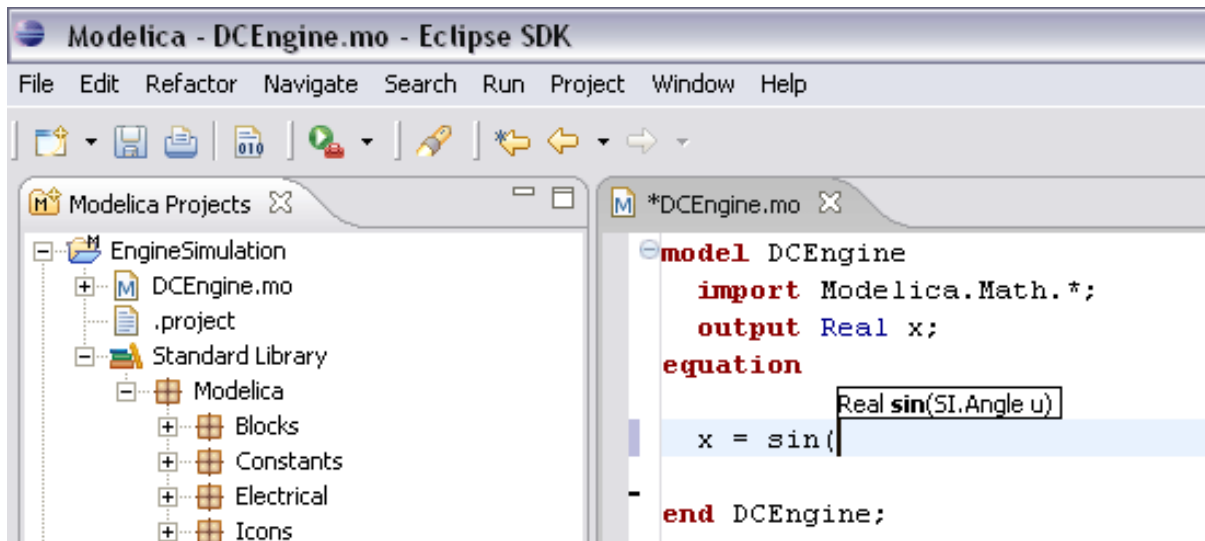 Modelica - DCEngine.mo - Eclipse SDK
File Edit Refactor Navigate Search Run Project Window Help
010
Modelica Projects
EngineSimulation
DCEngine.mo
.project
Standard Library
Modelica
Blocks
Constants
Electrical
Icons
*DCEngine.mo
model DCEngine
import Modelica.Math.*;
output Real x;
equation
Real sin(SI.Angle u)
x = sin(
end DCEngine;